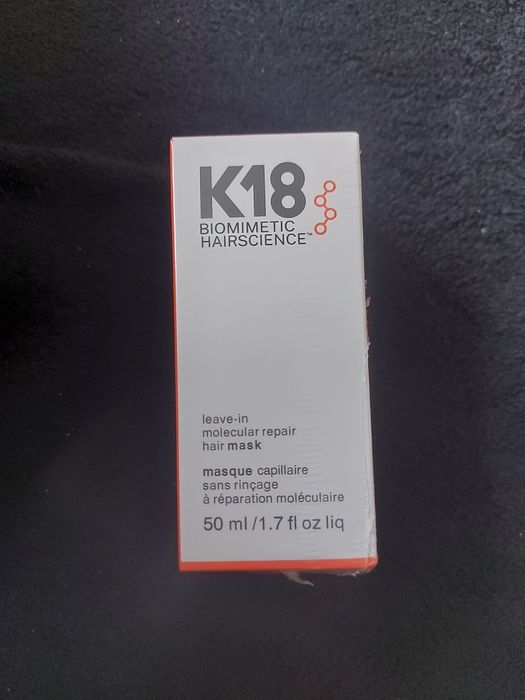 K18
BIOMIMETIC
HAIRSCIENCE™
leave-in
molecular repair
hair mask
masque capillaire
sans rinçage
à réparation moléculaire
50 ml / 1.7 fl oz liq